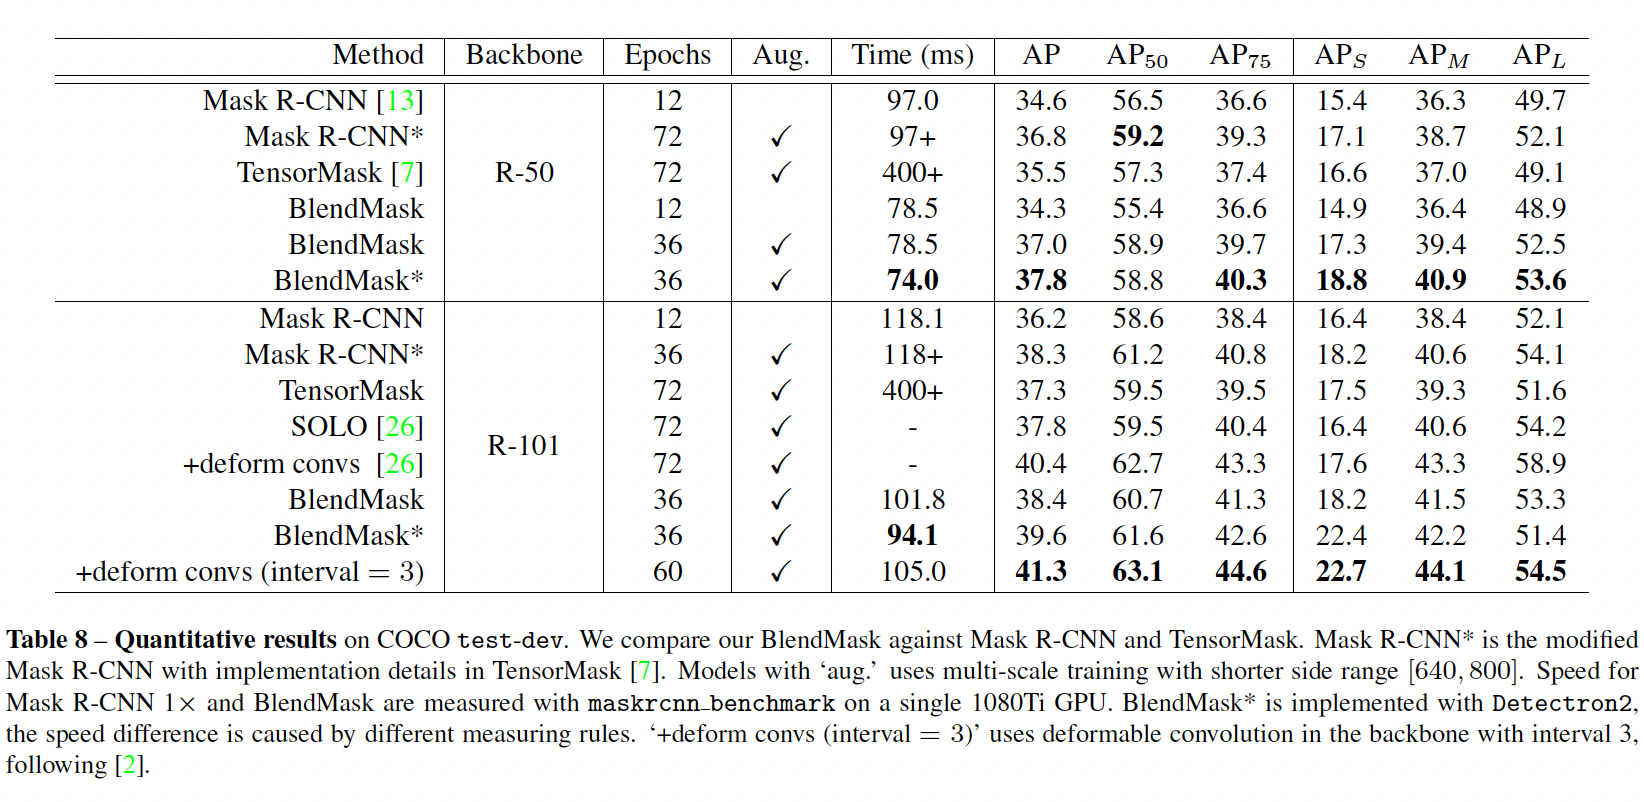 Method Backbone Epochs Aug. Time (ms) AP AP50 AP75 APS APM APL
Mask R-CNN [13] 12 97.0 34.6 56.5 36.6 15.4 36.3 49.7
Mask R-CNN* 72 ✓ 97+ 36.8 59.2 39.3 17.1 38.7 52.1
TensorMask [7] R-50 72 ✓ 400+ 35.5 57.3 37.4 16.6 37.0 49.1
BlendMask 12 78.5 34.3 55.4 36.6 14.9 36.4 48.9
BlendMask 36 ✓ 78.5 37.0 58.9 39.7 17.3 39.4 52.5
BlendMask* 36 ✓ 74.0 37.8 58.8 40.3 18.8 40.9 53.6
Mask R-CNN 12 118.1 36.2 58.6 38.4 16.4 38.4 52.1
Mask R-CNN* 36 ✓ 118+ 38.3 61.2 40.8 18.2 40.6 54.1
TensorMask 72 ✓ 400+ 37.3 59.5 39.5 17.5 39.3 51.6
SOLO [26] 72 ✓ - 37.8 59.5 40.4 16.4 40.6 54.2
R-101
+deform convs [26] 72 ✓ - 40.4 62.7 43.3 17.6 43.3 58.9
BlendMask 36 ✓ 101.8 38.4 60.7 41.3 18.2 41.5 53.3
BlendMask* 36 ✓ 94.1 39.6 61.6 42.6 22.4 42.2 51.4
+deform convs (interval = 3) 60 ✓ 105.0 41.3 63.1 44.6 22.7 44.1 54.5
Table 8 – Quantitative results on COCO test-dev. We compare our BlendMask against Mask R-CNN and TensorMask. Mask R-CNN* is the modified
Mask R-CNN with implementation details in TensorMask [7]. Models with ‘aug.’ uses multi-scale training with shorter side range [640, 800]. Speed for
Mask R-CNN 1× and BlendMask are measured with maskrcnn_benchmark on a single 1080Ti GPU. BlendMask* is implemented with Detectron2,
the speed difference is caused by different measuring rules. ‘+deform convs (interval = 3)’ uses deformable convolution in the backbone with interval 3,
following [2].